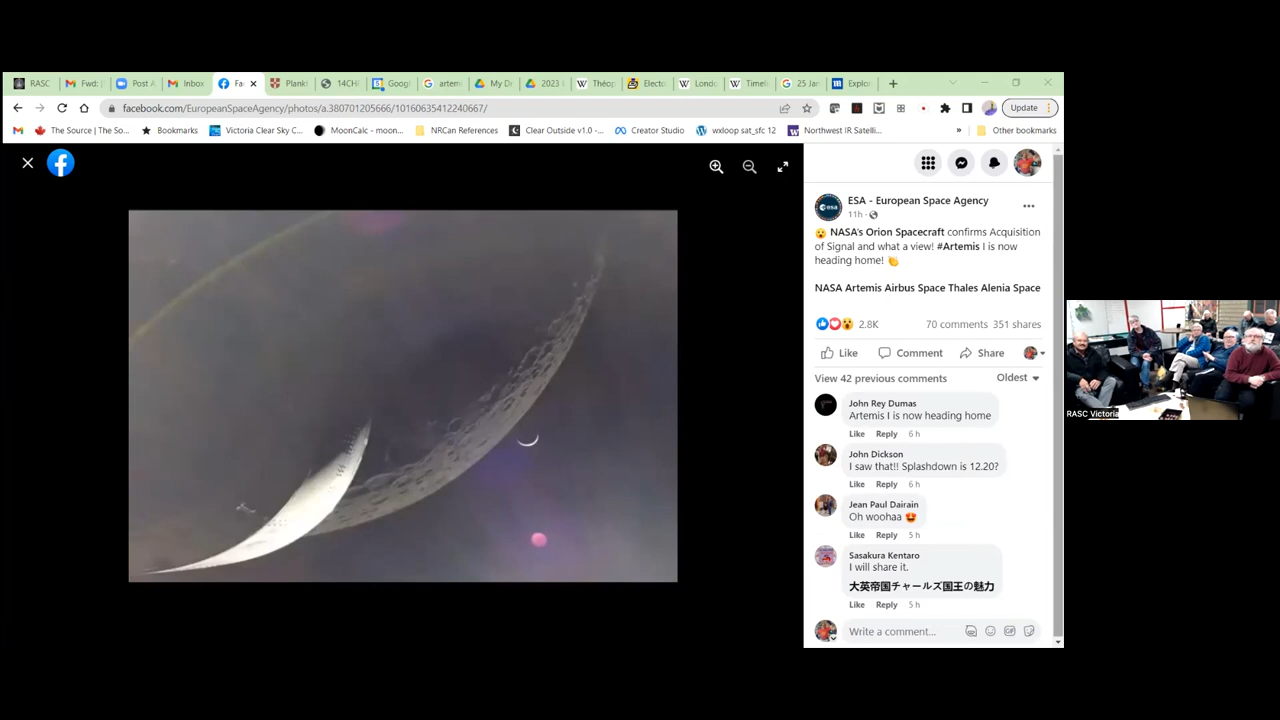 RASC
Fwd:
Post A
Inbox
Fac
Plankt
14CHF
Googl
artem
My Dr
2023
Théop
Electo
Londo
Timeli
25 Jan
Explor
facebook.com/EuropeanSpaceAgency/photos/a.380701205666/10160635412240667/
Update
The Source | The So...
Bookmarks
Victoria Clear Sky C...
MoonCalc - moon...
NRCan References
Clear Outside v1.0 -...
Creator Studio
wxloop sat_sfc 12
Northwest IR Satelli...
»
Other bookmarks
esa
ESA - European Space Agency
11h ·
NASA's Orion Spacecraft confirms Acquisition
of Signal and what a view! #Artemis I is now
heading home!
NASA Artemis Airbus Space Thales Alenia Space
2.8K
70 comments 351 shares
Like
Comment
Share
View 42 previous comments
Oldest
John Rey Dumas
Artemis I is now heading home
Like Reply 6 h
John Dickson
I saw that!! Splashdown is 12.20?
Like Reply 6 h
Jean Paul Dairain
Oh woohaa 🤩
Like Reply 5 h
Sasakura Kentaro
I will share it.
大英帝国チャールズ国王の魅力
Like Reply 5 h
Write a comment...
GIF
RASC Victoria